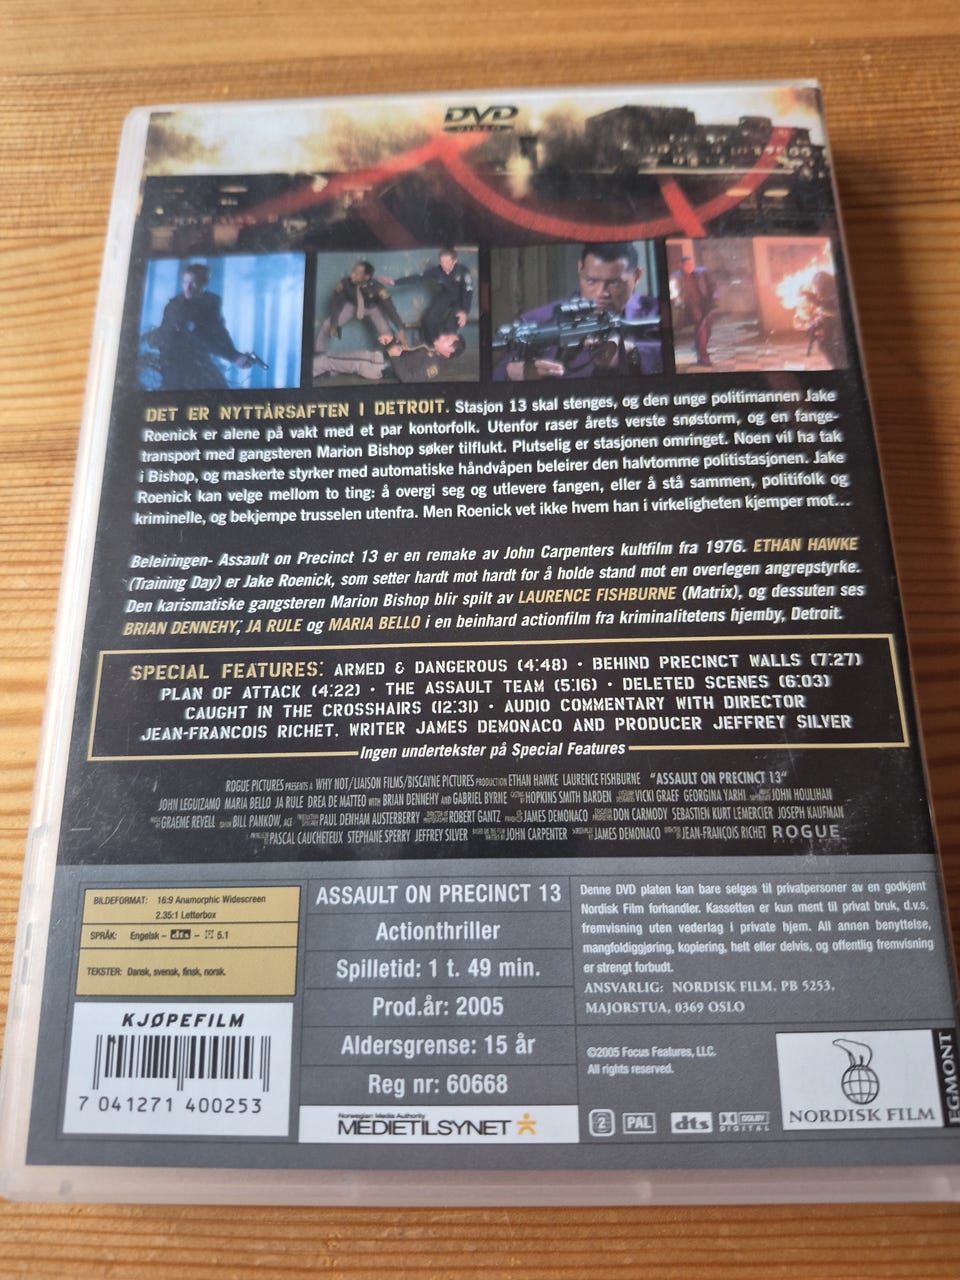 DVD
VIDEO
DET ER NYTTÅRSAFTEN I DETROIT. Stasjon 13 skal stenges, og den unge politimannen Jake
Roenick er alene på vakt med et par kontorfolk. Utenfor raser årets verste snøstorm, og en fange-
transport med gangsteren Marion Bishop søker tilflukt. Plutselig er stasjonen omringet. Noen vil ha tak
i Bishop, og maskerte styrker med automatiske håndvåpen beleirer den halvtomme politistasjonen. Jake
Roenick kan velge mellom to ting: å overgi seg og utlevere fangen, eller å stå sammen, politifolk og
kriminelle, og bekjempe trusselen utenfra. Men Roenick vet ikke hvem han i virkeligheten kjemper mot...
Beleiringen- Assault on Precinct 13 er en remake av John Carpenters kultfilm fra 1976. ETHAN HAWKE
(Training Day) er Jake Roenick, som setter hardt mot hardt for å holde stand mot en overlegen angrepstyrke.
Den karismatiske gangsteren Marion Bishop blir spilt av LAURENCE FISHBURNE (Matrix), og dessuten ses
BRIAN DENNEHY, JA RULE og MARIA BELLO i en beinhard actionfilm fra kriminalitetens hjemby, Detroit.
SPECIAL FEATURES: ARMED & DANGEROUS (4:48) · BEHIND PRECINCT WALLS (7:27)
PLAN OF ATTACK (4:22) · THE ASSAULT TEAM (5:16) · DELETED SCENES (6:03)
CAUGHT IN THE CROSSHAIRS (12:31) · AUDIO COMMENTARY WITH DIRECTOR
JEAN-FRANCOIS RICHET, WRITER JAMES DEMONACO AND PRODUCER JEFFREY SILVER
Ingen undertekster på Special Features
ROGUE PICTURES PRESENTS A WHY NOT/LIAISON FILMS/BISCAYNE PICTURES PRODUCTION ETHAN HAWKE LAURENCE FISHBURNE "ASSAULT ON PRECINCT 13"
JOHN LEGUIZAMO MARIA BELLO JA RULE DREA DE MATTEO WITH BRIAN DENNEHY AND GABRIEL BYRNE HOPKINS SMITH BARDEN VICKI GRAEF GEORGINA YARHI JOHN HOULIHAN
GRAEME REVELL BILL PANKOW, ACE PAUL DENHAM AUSTERBERRY ROBERT GANTZ JAMES DEMONACO DON CARMODY SEBASTIEN KURT LEMERCIER JOSEPH KAUFMAN
PASCAL CAUCHETEUX STEPHANE SPERRY JEFFREY SILVER JOHN CARPENTER JAMES DEMONACO JEAN-FRANÇOIS RICHET ROGUE
PICTURES
BILDEFORMAT: 16:9 Anamorphic Widescreen
2.35:1 Letterbox
SPRÅK: Engelsk - dts - 5.1
TEKSTER: Dansk, svensk, finsk, norsk.
KJØPEFILM
7 041271 400253
ASSAULT ON PRECINCT 13
Actionthriller
Spilletid: 1 t. 49 min.
Prod.år: 2005
Aldersgrense: 15 år
Reg nr: 60668
Norwegian Media Authority
MEDIETILSYNET
Denne DVD platen kan bare selges til privatpersoner av en godkjent
Nordisk Film forhandler. Kassetten er kun ment til privat bruk, d.v.s.
fremvisning uten vederlag i private hjem. All annen benyttelse,
mangfoldiggjøring, kopiering, helt eller delvis, og offentlig fremvisning
er strengt forbudt.
ANSVARLIG: NORDISK FILM, PB 5253,
MAJORSTUA, 0369 OSLO
©2005 Focus Features, LLC.
All rights reserved.
2 PAL dts DOLBY
DIGITAL
NORDISK FILM
EGMONT